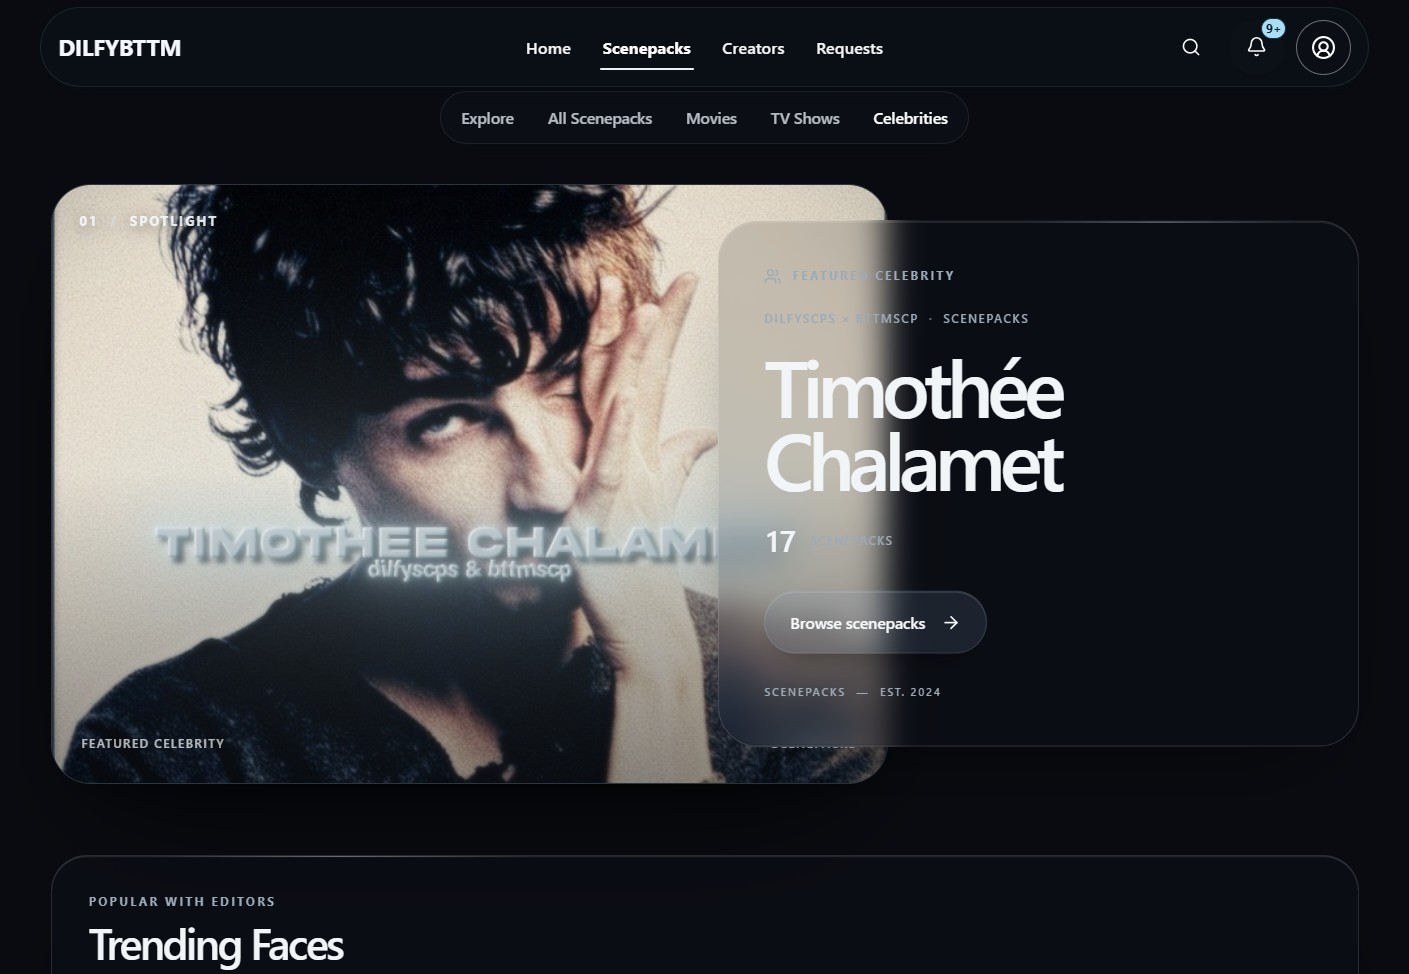 DILFYBTTM
Home Scenepacks Creators Requests
9+
Explore All Scenepacks Movies TV Shows Celebrities
01 / SPOTLIGHT
FEATURED CELEBRITY
DILFYSCPS × BTTMSCP · SCENEPACKS
Timothée
Chalamet
17 SCENEPACKS
Browse scenepacks →
SCENEPACKS — EST. 2024
TIMOTHEE CHALAM
dilfyscps & bttmscp
FEATURED CELEBRITY
POPULAR WITH EDITORS
Trending Faces